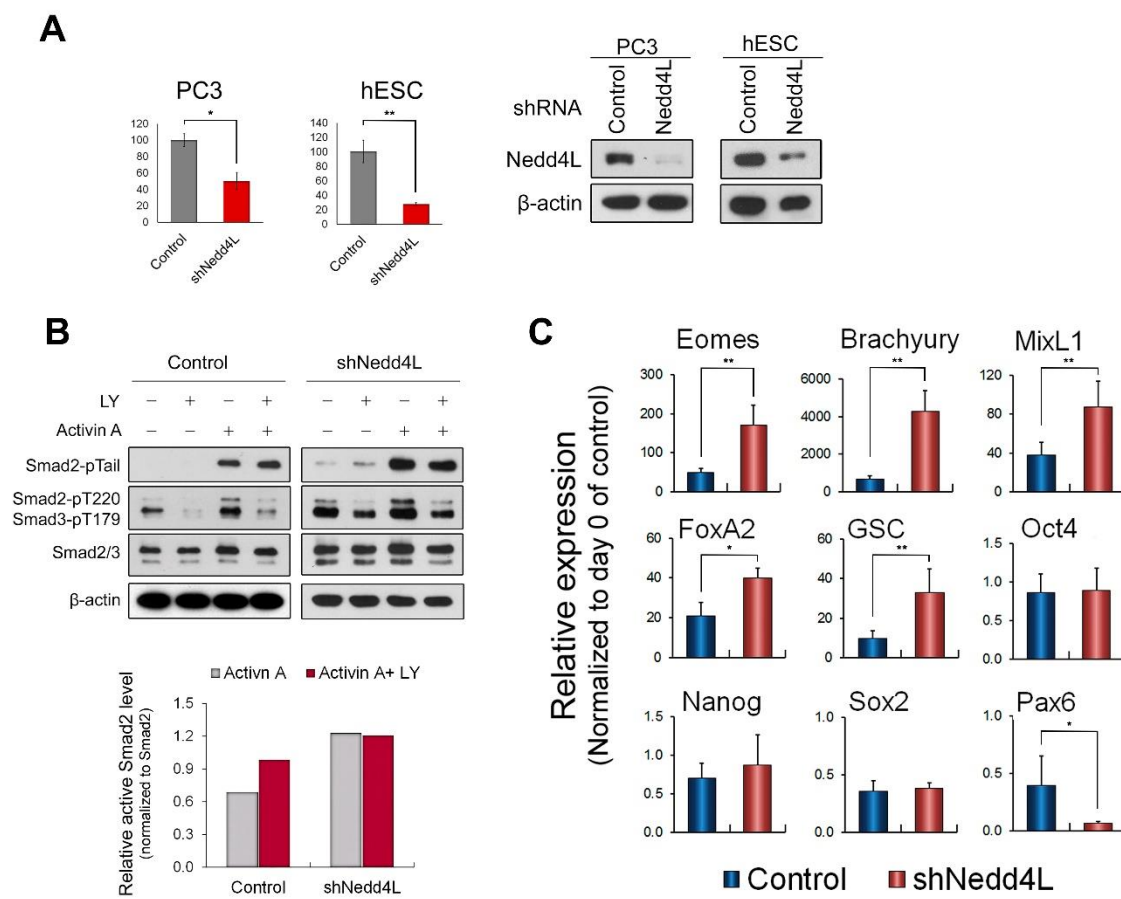 A
PC3
*
120
100
80
60
40
20
0
Control
shNedd4L
hESC
**
140
120
100
80
60
40
20
0
Control
shNedd4L
PC3 hESC
shRNA
Control
Nedd4L
Control
Nedd4L
Nedd4L
β-actin
B
Control shNedd4L
LY − + − + − + − +
Activin A − − + + − − + +
Smad2-pTail
Smad2-pT220
Smad3-pT179
Smad2/3
β-actin
Activn A Activin A+ LY
Relative active Smad2 level
(normalized to Smad2)
1.5
1.2
0.9
0.6
0.3
0.0
Control shNedd4L
C
Relative expression
(Normalized to day 0 of control)
Eomes
**
300
200
100
0
Brachyury
**
6000
4000
2000
0
MixL1
**
120
80
40
0
FoxA2
*
60
40
20
0
GSC
**
60
40
20
0
Oct4
1.5
1.0
0.5
0.0
Nanog
1.5
1.0
0.5
0.0
Sox2
1.0
0.5
0.0
Pax6
*
1.0
0.5
0.0
Control shNedd4L